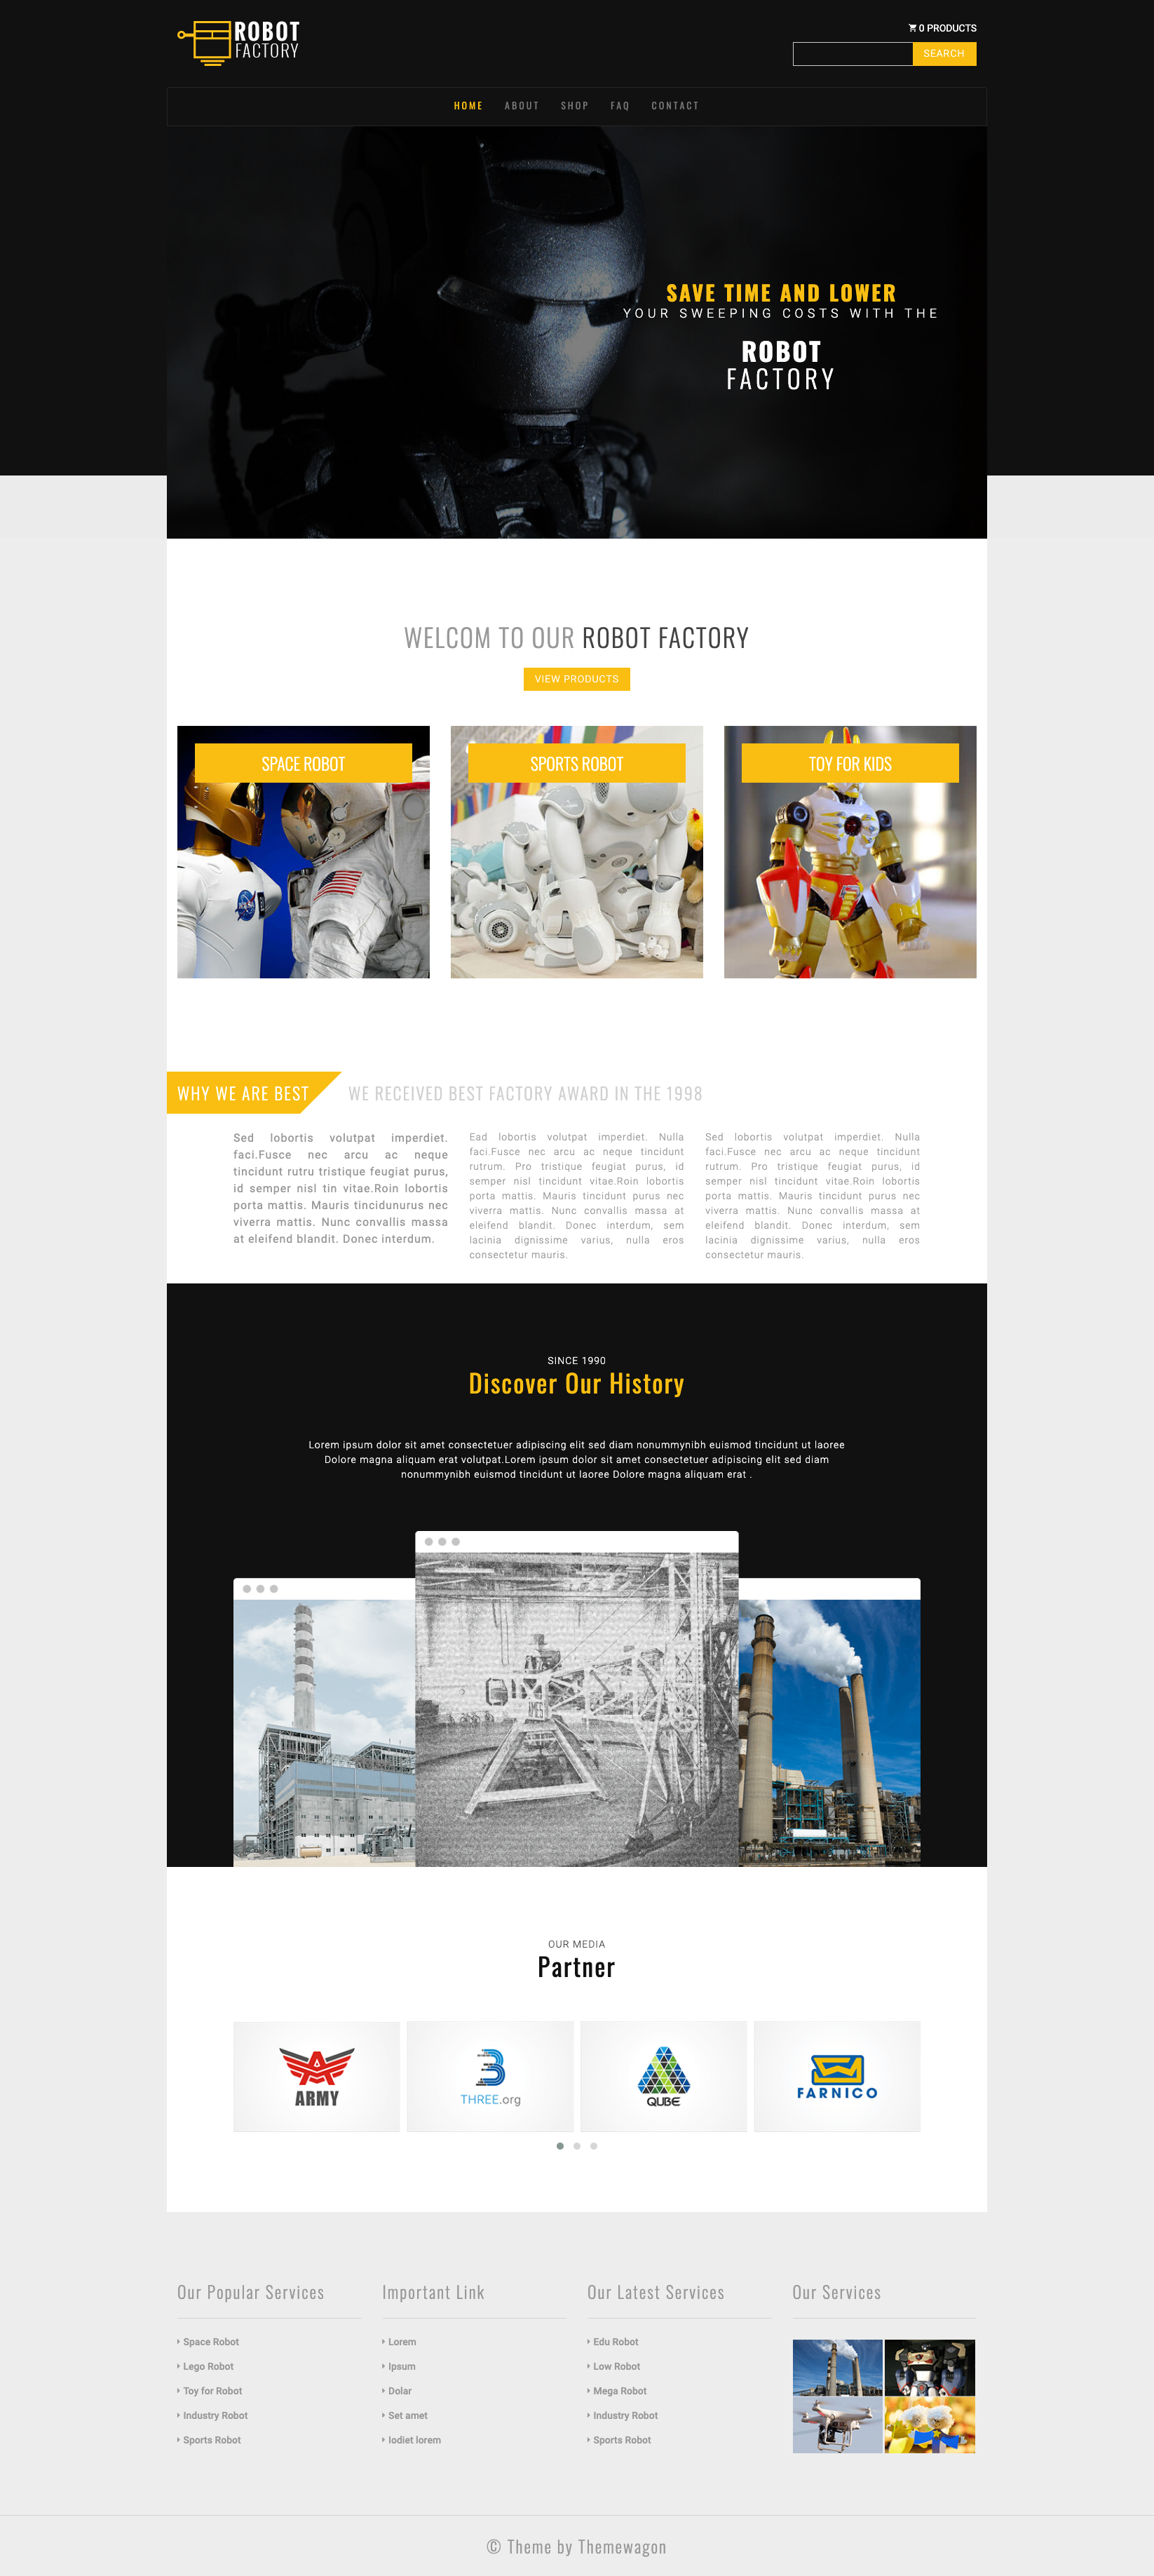 ROBOT
FACTORY
0 PRODUCTS
SEARCH
HOME ABOUT SHOP FAQ CONTACT
SAVE TIME AND LOWER
YOUR SWEEPING COSTS WITH THE
ROBOT
FACTORY
WELCOM TO OUR ROBOT FACTORY
VIEW PRODUCTS
SPACE ROBOT
SPORTS ROBOT
TOY FOR KIDS
WHY WE ARE BEST
WE RECEIVED BEST FACTORY AWARD IN THE 1998
Sed lobortis volutpat imperdiet.
faci.Fusce nec arcu ac neque
tincidunt rutru tristique feugiat purus,
id semper nisl tin vitae.Roin lobortis
porta mattis. Mauris tincidunurus nec
viverra mattis. Nunc convallis massa
at eleifend blandit. Donec interdum.
Ead lobortis volutpat imperdiet. Nulla
faci.Fusce nec arcu ac neque tincidunt
rutrum. Pro tristique feugiat purus, id
semper nisl tincidunt vitae.Roin lobortis
porta mattis. Mauris tincidunt purus nec
viverra mattis. Nunc convallis massa at
eleifend blandit. Donec interdum, sem
lacinia dignissime varius, nulla eros
consectetur mauris.
Sed lobortis volutpat imperdiet. Nulla
faci.Fusce nec arcu ac neque tincidunt
rutrum. Pro tristique feugiat purus, id
semper nisl tincidunt vitae.Roin lobortis
porta mattis. Mauris tincidunt purus nec
viverra mattis. Nunc convallis massa at
eleifend blandit. Donec interdum, sem
lacinia dignissime varius, nulla eros
consectetur mauris.
SINCE 1990
Discover Our History
Lorem ipsum dolor sit amet consectetuer adipiscing elit sed diam nonummynibh euismod tincidunt ut laoree
Dolore magna aliquam erat volutpat.Lorem ipsum dolor sit amet consectetuer adipiscing elit sed diam
nonummynibh euismod tincidunt ut laoree Dolore magna aliquam erat .
OUR MEDIA
Partner
ARMY
THREE.org
QUBE
FARNICO
Our Popular Services
Space Robot
Lego Robot
Toy for Robot
Industry Robot
Sports Robot
Important Link
Lorem
Ipsum
Dolar
Set amet
Iodiet lorem
Our Latest Services
Edu Robot
Low Robot
Mega Robot
Industry Robot
Sports Robot
Our Services
© Theme by Themewagon